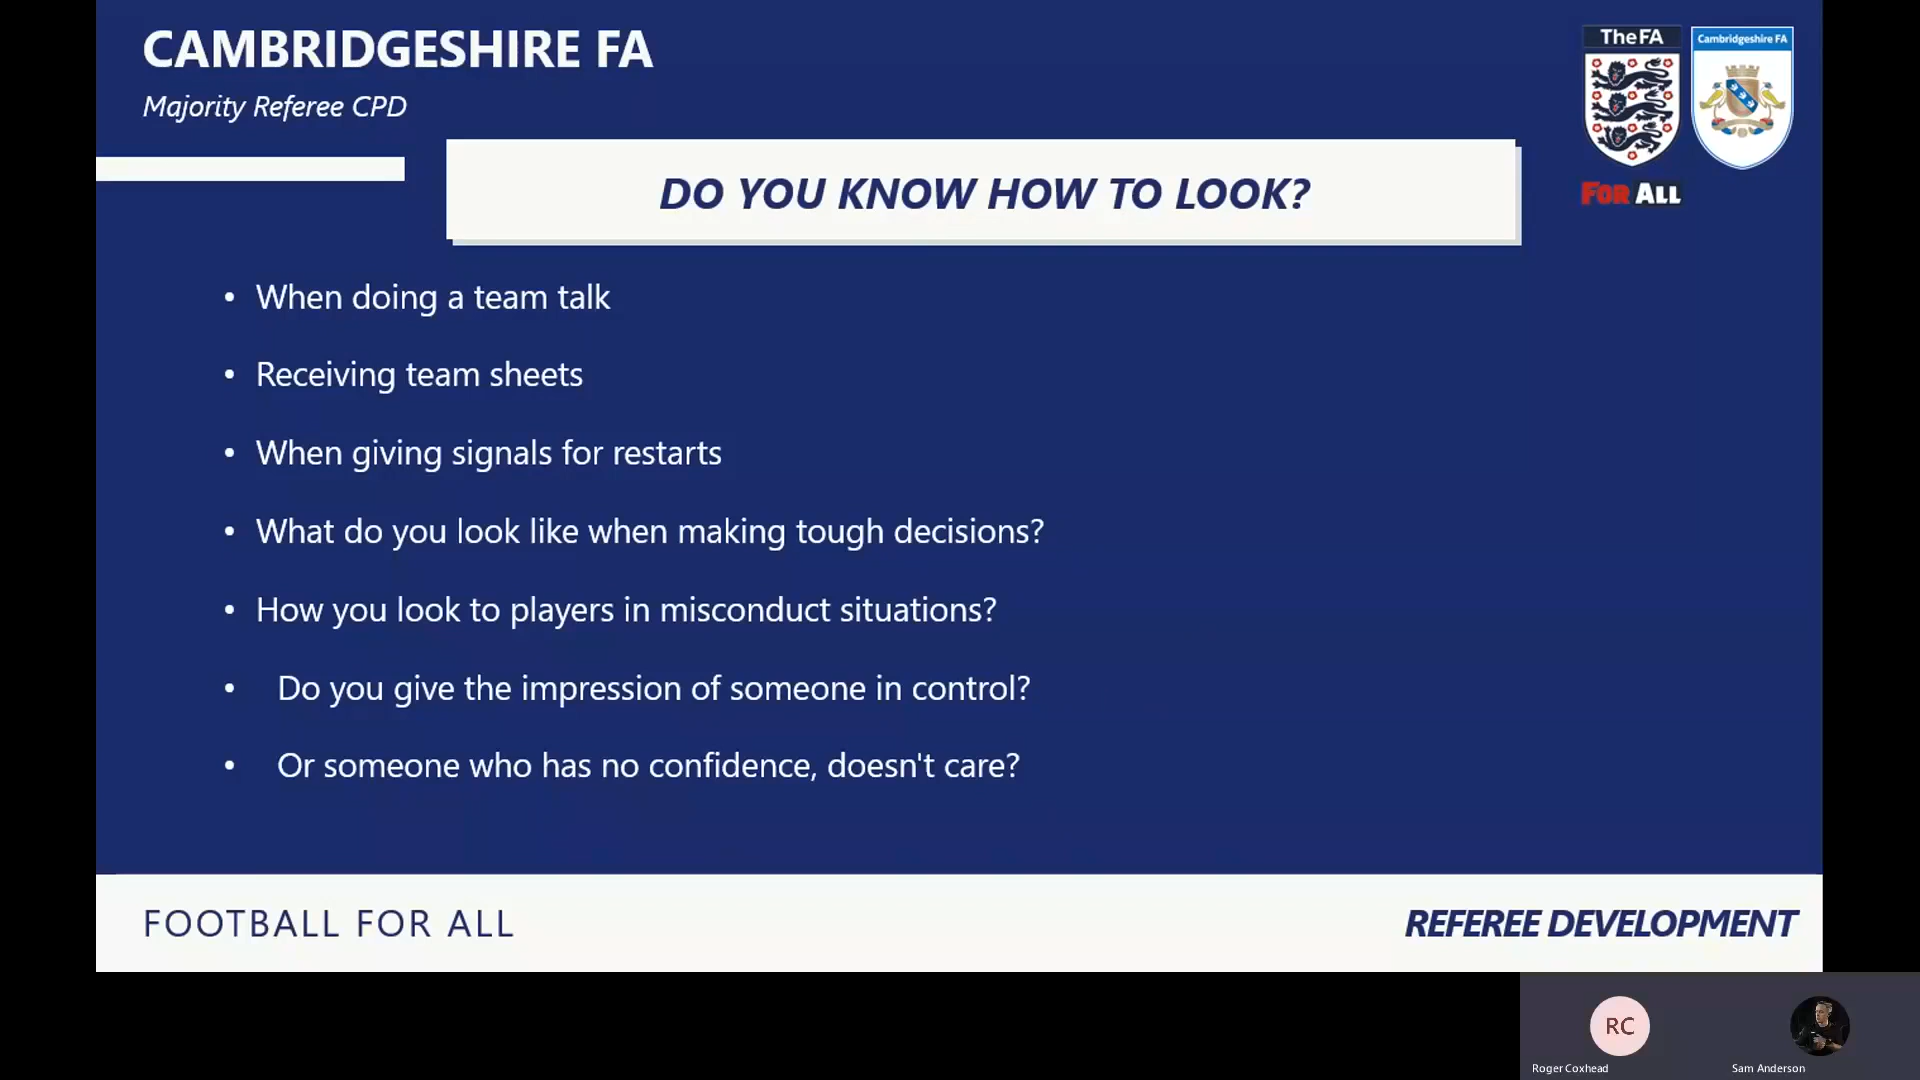 CAMBRIDGESHIRE FA
Majority Referee CPD
TheFA
Cambridgeshire FA
FOR ALL
DO YOU KNOW HOW TO LOOK?
• When doing a team talk
• Receiving team sheets
• When giving signals for restarts
• What do you look like when making tough decisions?
• How you look to players in misconduct situations?
• Do you give the impression of someone in control?
• Or someone who has no confidence, doesn't care?
FOOTBALL FOR ALL
REFEREE DEVELOPMENT
RC
Roger Coxhead
Sam Anderson